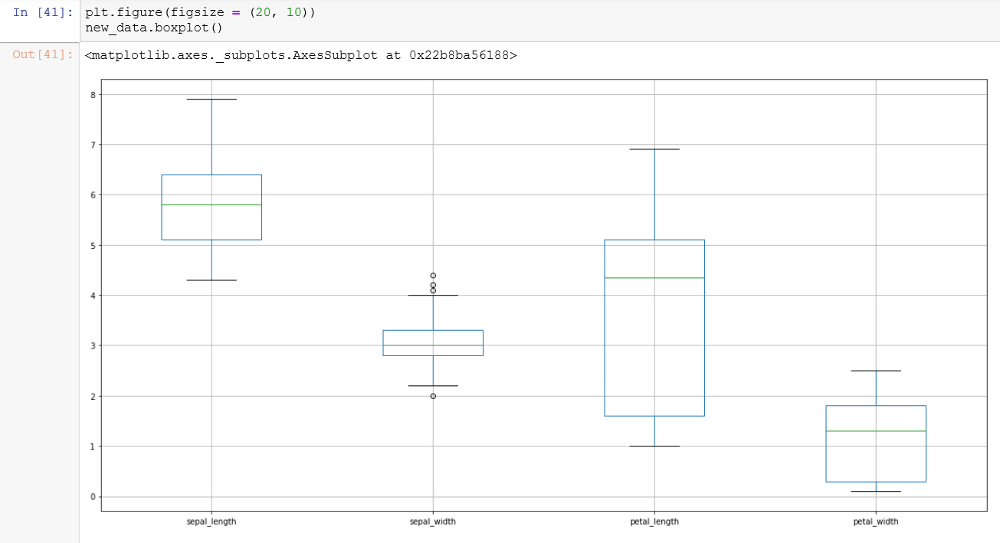 In [41]: plt.figure(figsize = (20, 10))
new_data.boxplot()
Out[41]: <matplotlib.axes._subplots.AxesSubplot at 0x22b8ba56188>
8
7
6
5
4
3
2
1
0
sepal_length sepal_width petal_length petal_width